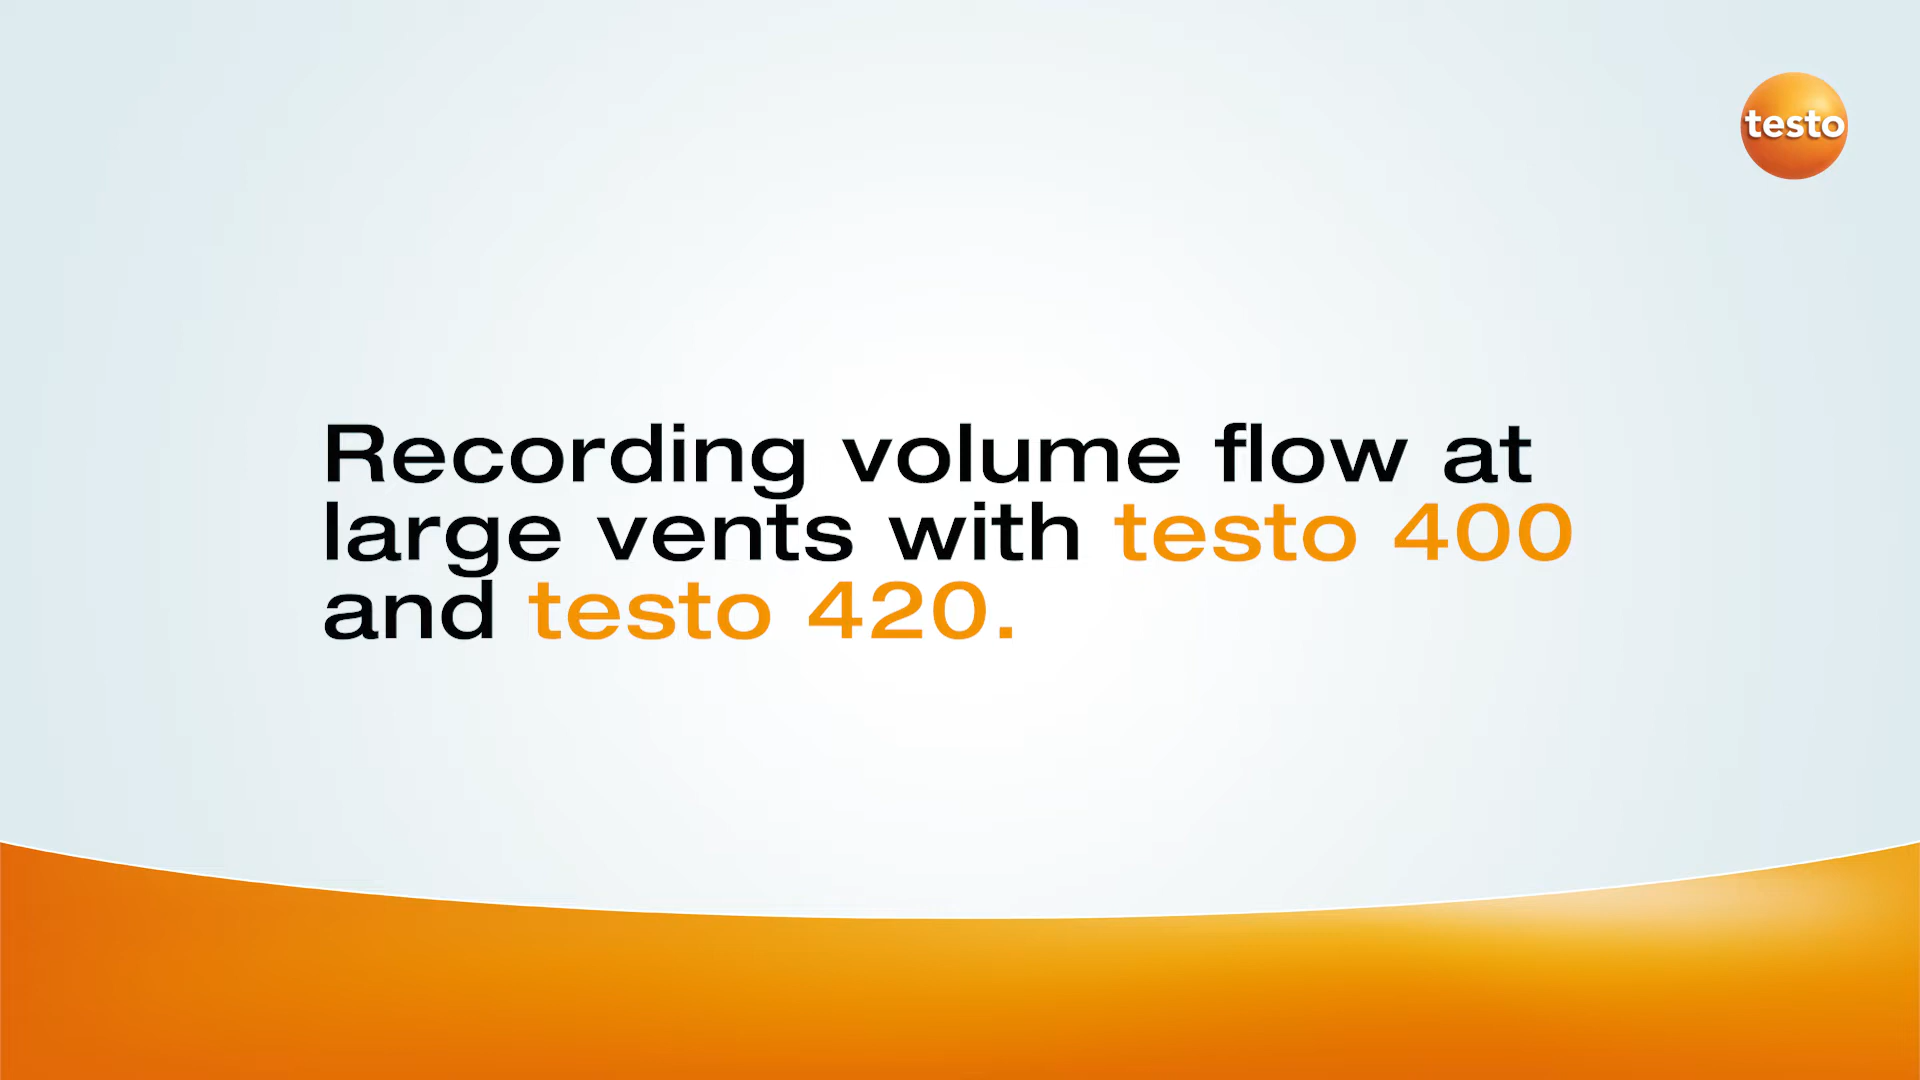 testo
Recording volume flow at
large vents with testo 400
and testo 420.